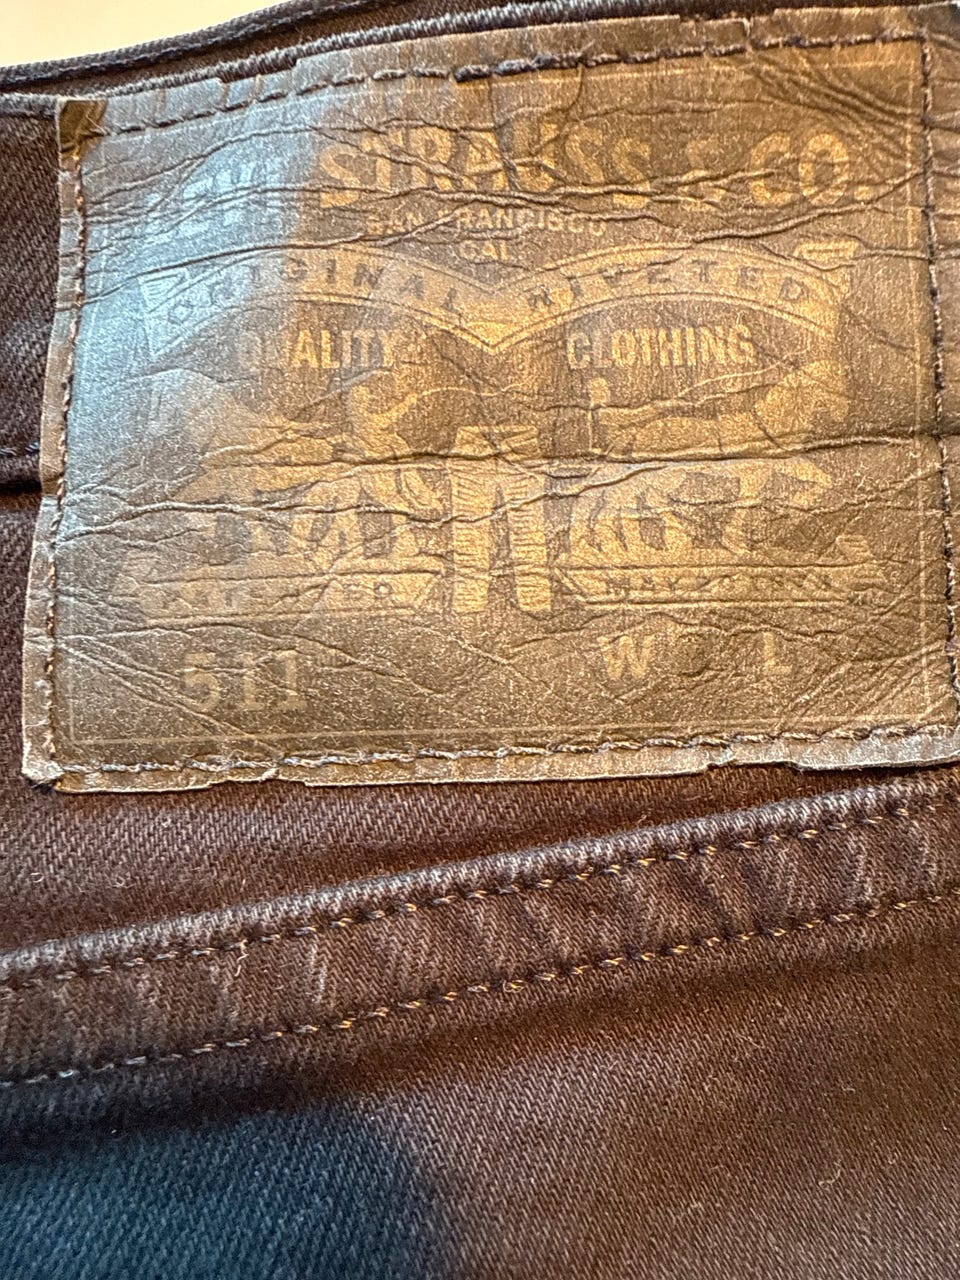 STRAUSS & CO.
SAN FRANCISCO
CAL
ORIGINAL RIVETED
QUALITY CLOTHING
511 W L